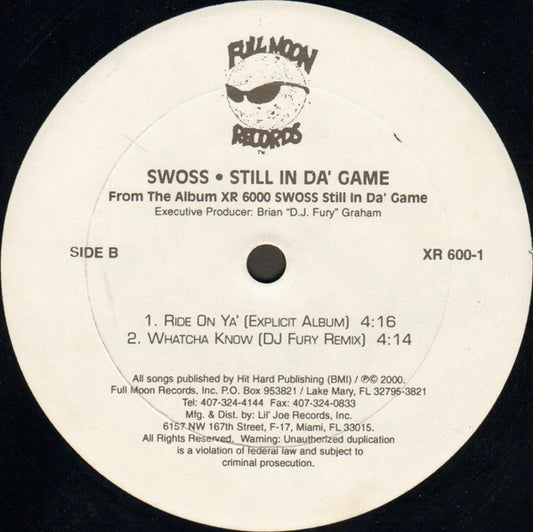 FULL MOON
RECORDS
TM
SWOSS • STILL IN DA' GAME
From The Album XR 6000 SWOSS Still In Da' Game
Executive Producer: Brian "D.J. Fury" Graham
SIDE B
XR 600-1
1. RIDE ON YA' (EXPLICIT ALBUM) 4:16
2. WHATCHA KNOW (DJ FURY REMIX) 4:14
All songs published by Hit Hard Publishing (BMI) / ℗© 2000.
Full Moon Records, Inc. P.O. Box 953821 / Lake Mary, FL 32795-3821
Tel: 407-324-4144 Fax: 407-324-0833
Mfg. & Dist. by: Lil' Joe Records, Inc.
6157 NW 167th Street, F-17, Miami, FL 33015.
All Rights Reserved. Warning: Unauthorized duplication
is a violation of federal law and subject to
criminal prosecution.